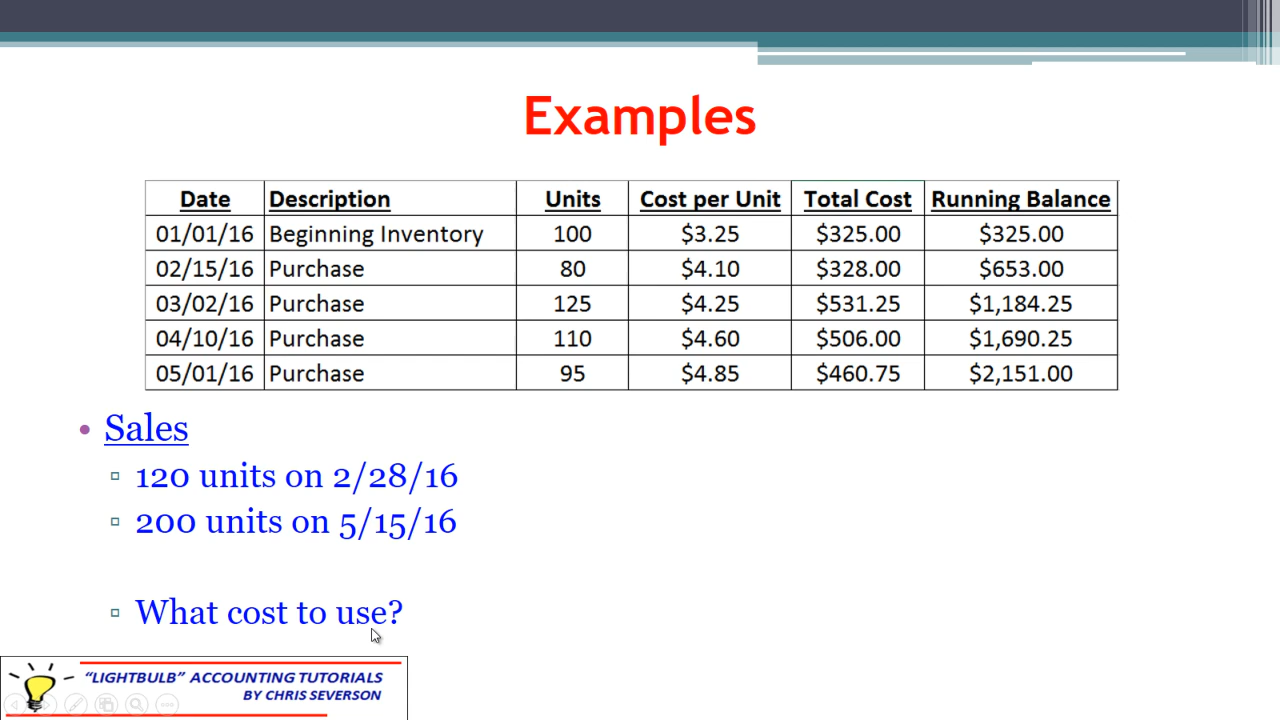 Examples
Date Description Units Cost per Unit Total Cost Running Balance
01/01/16 Beginning Inventory 100 $3.25 $325.00 $325.00
02/15/16 Purchase 80 $4.10 $328.00 $653.00
03/02/16 Purchase 125 $4.25 $531.25 $1,184.25
04/10/16 Purchase 110 $4.60 $506.00 $1,690.25
05/01/16 Purchase 95 $4.85 $460.75 $2,151.00
• Sales
▫ 120 units on 2/28/16
▫ 200 units on 5/15/16
▫ What cost to use?
“LIGHTBULB” ACCOUNTING TUTORIALS
BY CHRIS SEVERSON